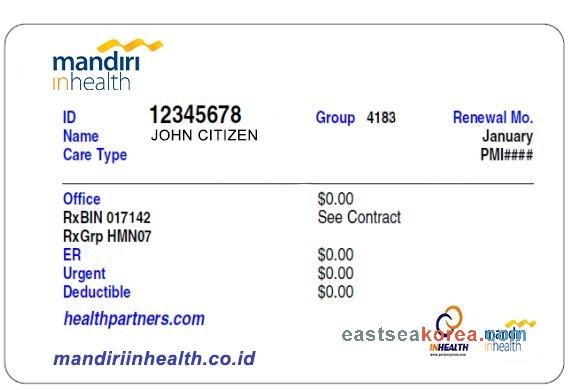 mandiri
inhealth
ID 12345678 Group 4183 Renewal Mo.
Name JOHN CITIZEN January
Care Type PMI####
Office $0.00
RxBIN 017142 See Contract
RxGrp HMN07
ER $0.00
Urgent $0.00
Deductible $0.00
healthpartners.com
eastseakorea.com
mandiri
INHEALTH inhealth
mandiriinhealth.co.id